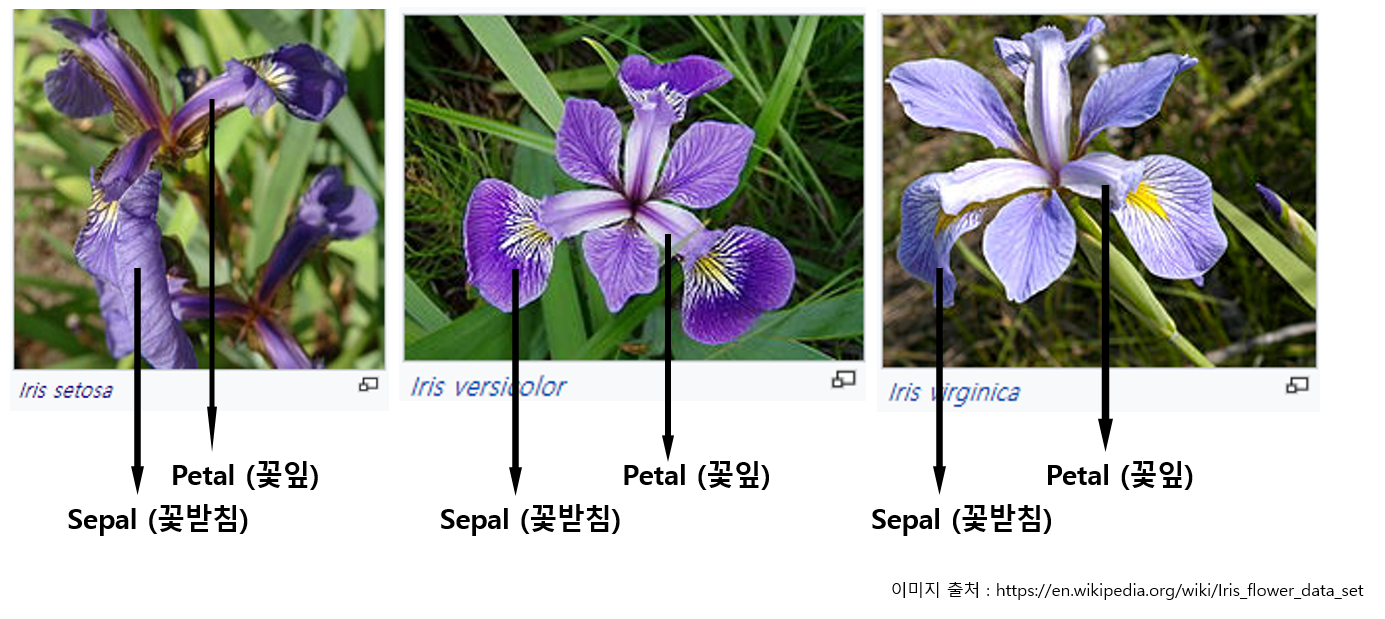 Iris setosa
Iris versicolor
Iris virginica
Petal (꽃잎)
Petal (꽃잎)
Petal (꽃잎)
Sepal (꽃받침)
Sepal (꽃받침)
Sepal (꽃받침)
이미지 출처 : https://en.wikipedia.org/wiki/Iris_flower_data_set